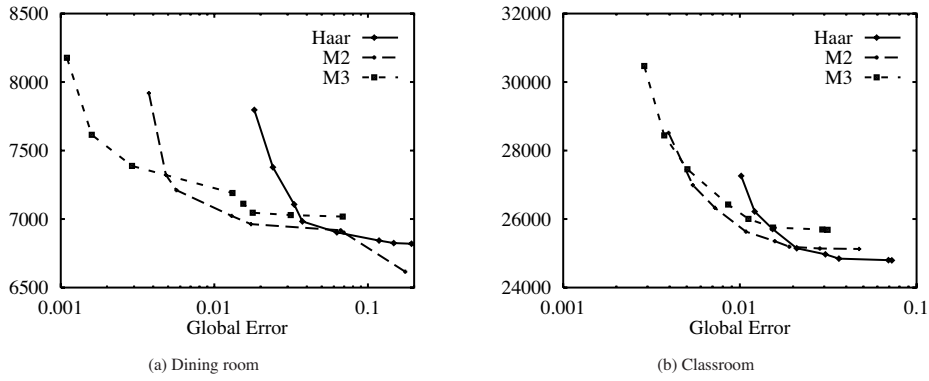 8500
8000
7500
7000
6500
0.001
0.01
0.1
Global Error
Haar
M2
M3
(a) Dining room
32000
30000
28000
26000
24000
0.001
0.01
0.1
Global Error
Haar
M2
M3
(b) Classroom